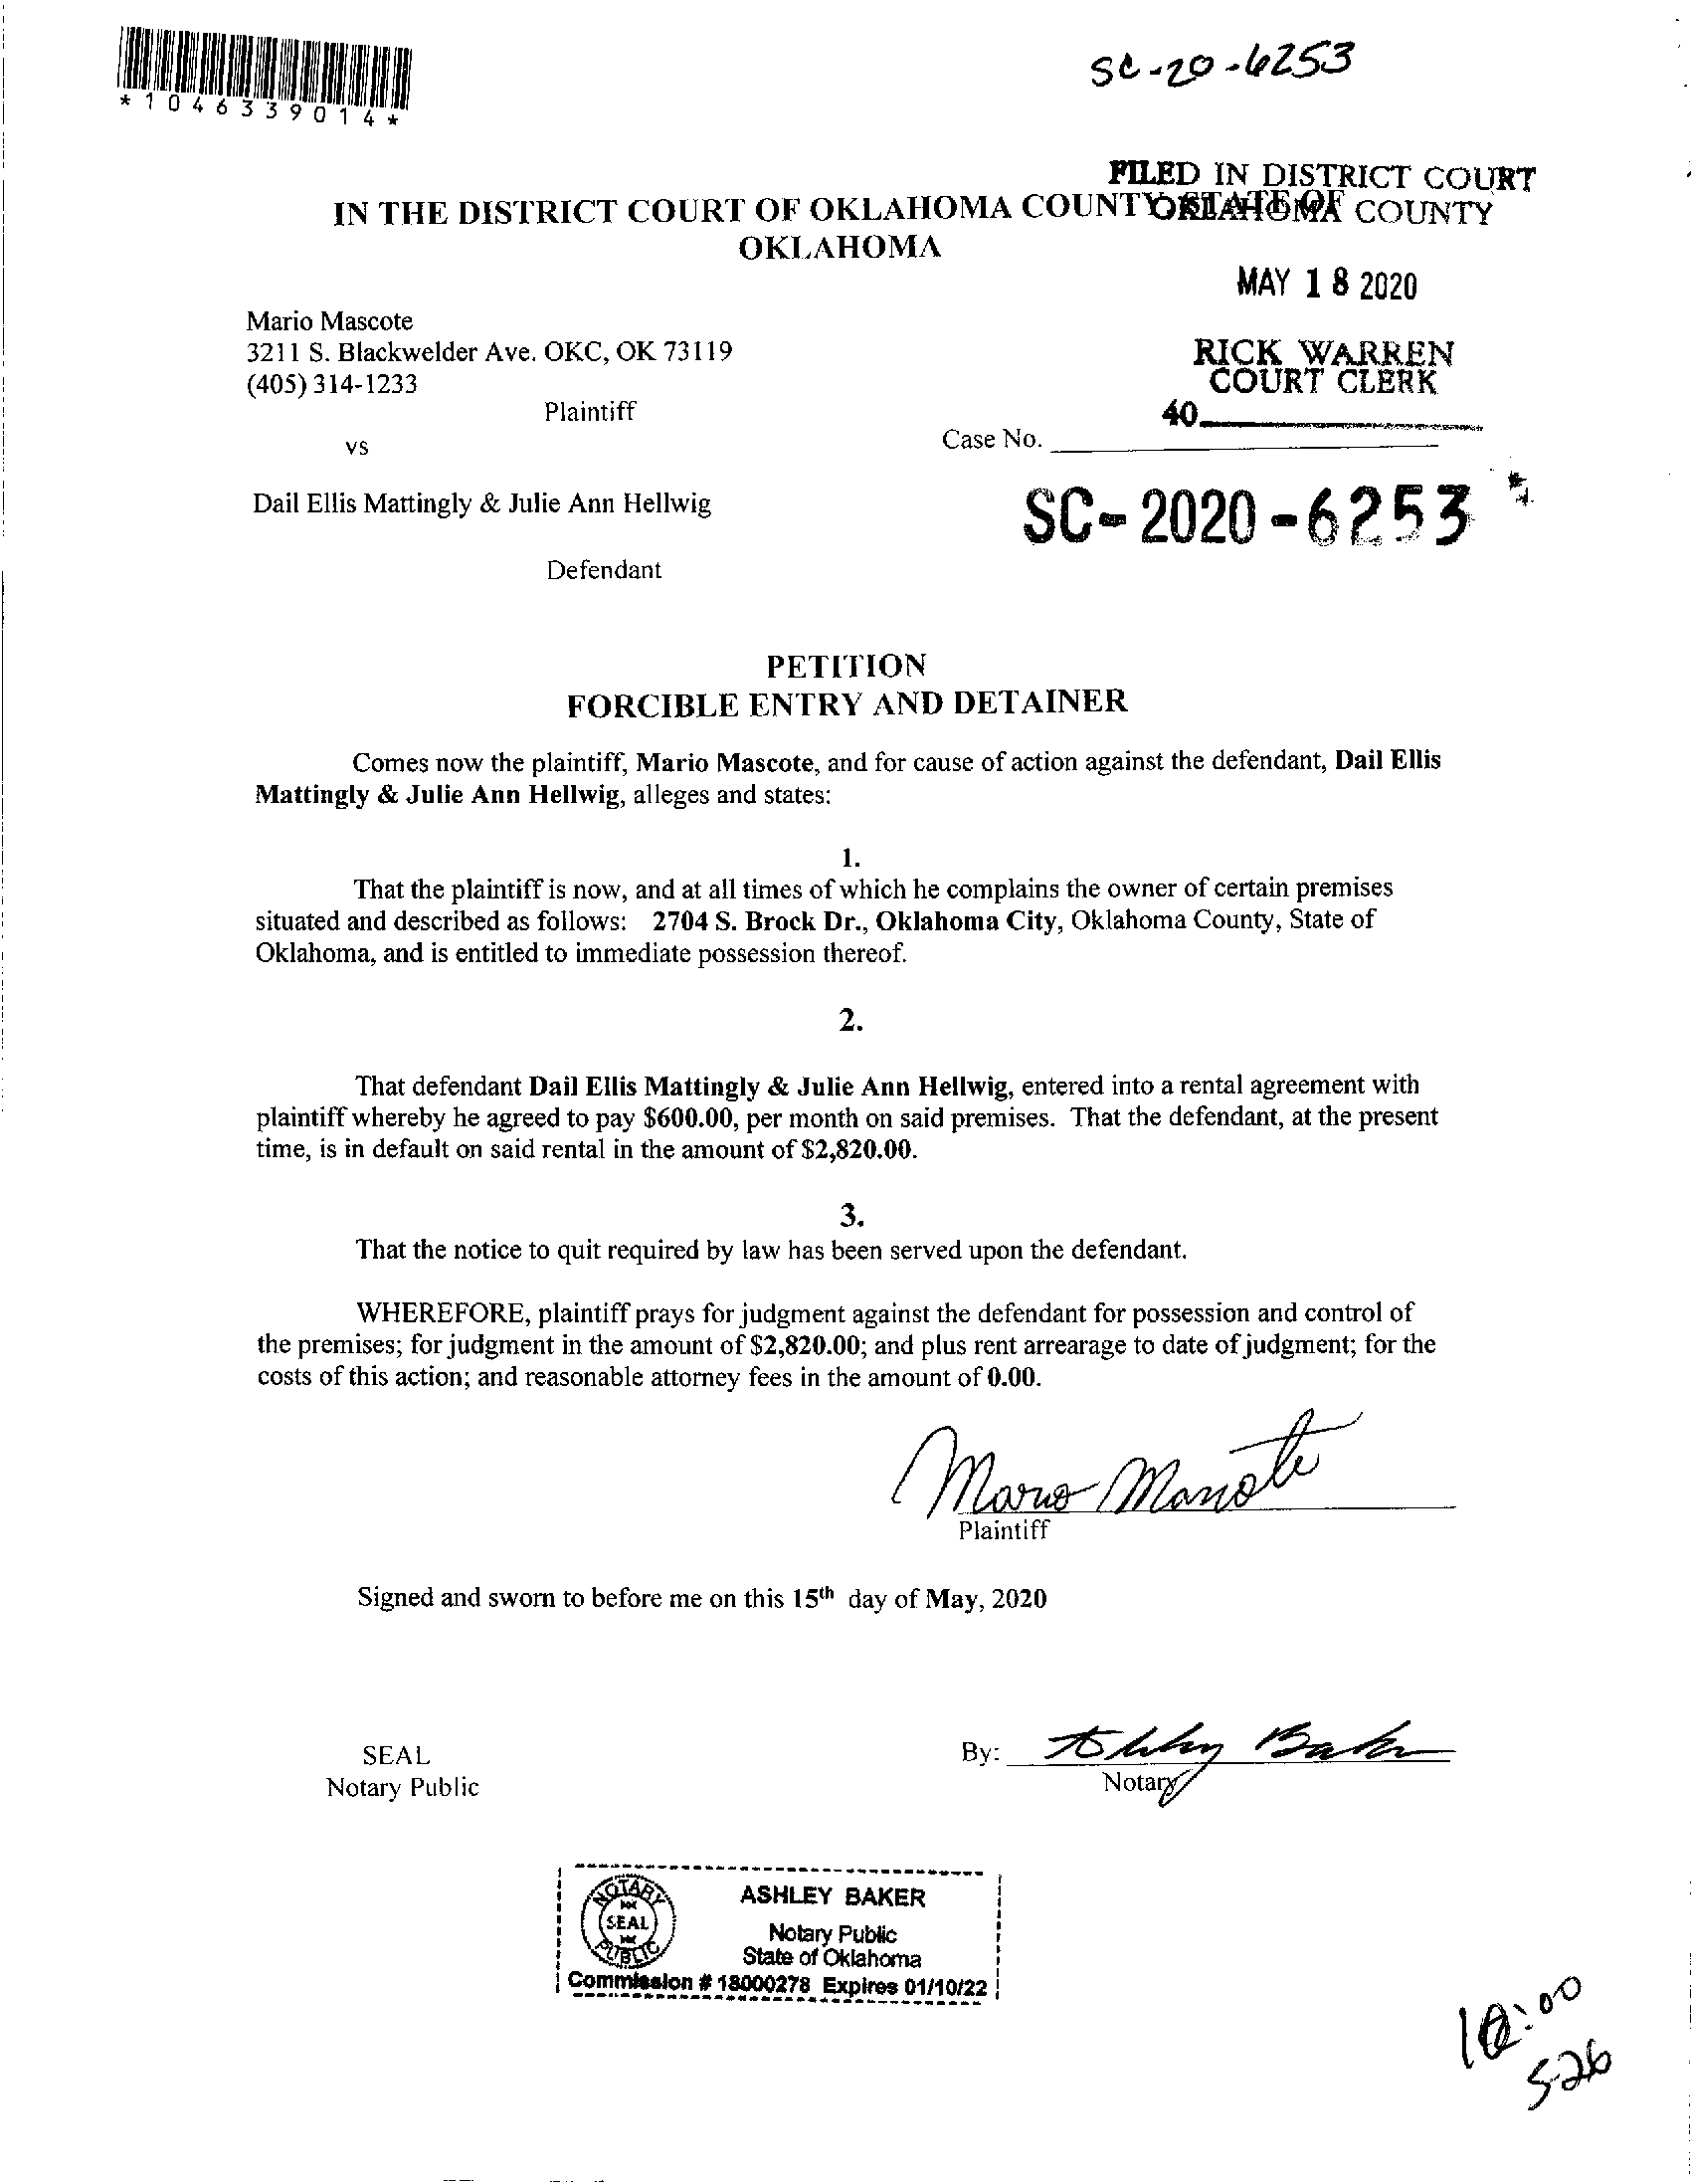 *1046339014*
SC-20-6253
FILED IN DISTRICT COURT
OKLAHOMA COUNTY
IN THE DISTRICT COURT OF OKLAHOMA COUNTY STATE OF
OKLAHOMA
MAY 18 2020
Mario Mascote
3211 S. Blackwelder Ave. OKC, OK 73119
(405) 314-1233
RICK WARREN
COURT CLERK
Plaintiff
40
vs
Case No.
Dail Ellis Mattingly & Julie Ann Hellwig
SC-2020-6253
Defendant
PETITION
FORCIBLE ENTRY AND DETAINER
Comes now the plaintiff, Mario Mascote, and for cause of action against the defendant, Dail Ellis
Mattingly & Julie Ann Hellwig, alleges and states:
1.
That the plaintiff is now, and at all times of which he complains the owner of certain premises
situated and described as follows: 2704 S. Brock Dr., Oklahoma City, Oklahoma County, State of
Oklahoma, and is entitled to immediate possession thereof.
2.
That defendant Dail Ellis Mattingly & Julie Ann Hellwig, entered into a rental agreement with
plaintiff whereby he agreed to pay $600.00, per month on said premises. That the defendant, at the present
time, is in default on said rental in the amount of $2,820.00.
3.
That the notice to quit required by law has been served upon the defendant.
WHEREFORE, plaintiff prays for judgment against the defendant for possession and control of
the premises; for judgment in the amount of $2,820.00; and plus rent arrearage to date of judgment; for the
costs of this action; and reasonable attorney fees in the amount of 0.00.
Mario Mascote
Plaintiff
Signed and sworn to before me on this 15th day of May, 2020
SEAL
Notary Public
By: Ashley Baker
Notary
NOTARY SEAL PUBLIC
ASHLEY BAKER
Notary Public
State of Oklahoma
Commission # 18000278 Expires 01/10/22
:00
5-26